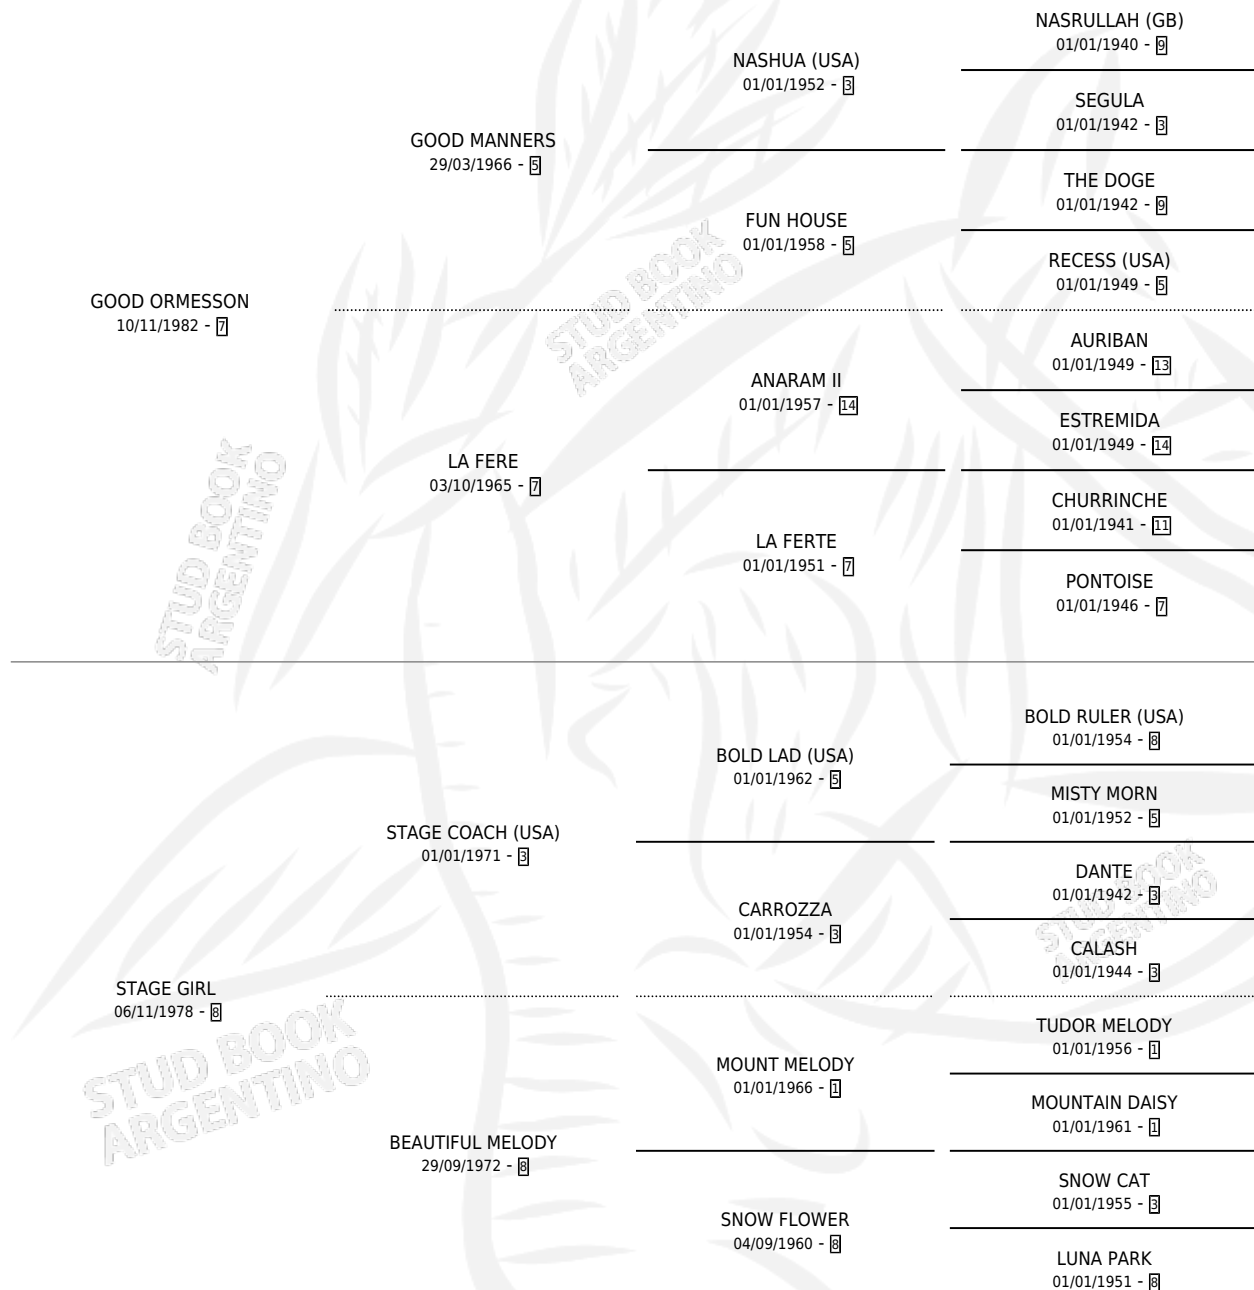 NASRULLAH (GB)
01/01/1940 - 9
NASHUA (USA)
01/01/1952 - 3
SEGULA
01/01/1942 - 3
GOOD MANNERS
29/03/1966 - 5
THE DOGE
01/01/1942 - 9
FUN HOUSE
01/01/1958 - 5
RECESS (USA)
01/01/1949 - 5
GOOD ORMESSON
10/11/1982 - 7
AURIBAN
01/01/1949 - 13
ANARAM II
01/01/1957 - 14
ESTREMIDA
01/01/1949 - 14
LA FERE
03/10/1965 - 7
CHURRINCHE
01/01/1941 - 11
LA FERTE
01/01/1951 - 7
PONTOISE
01/01/1946 - 7
BOLD RULER (USA)
01/01/1954 - 8
BOLD LAD (USA)
01/01/1962 - 5
MISTY MORN
01/01/1952 - 5
STAGE COACH (USA)
01/01/1971 - 3
DANTE
01/01/1942 - 3
CARROZZA
01/01/1954 - 3
CALASH
01/01/1944 - 3
STAGE GIRL
06/11/1978 - 8
TUDOR MELODY
01/01/1956 - 1
MOUNT MELODY
01/01/1966 - 1
MOUNTAIN DAISY
01/01/1961 - 1
BEAUTIFUL MELODY
29/09/1972 - 8
SNOW CAT
01/01/1955 - 3
SNOW FLOWER
04/09/1960 - 8
LUNA PARK
01/01/1951 - 8
STUD BOOK
ARGENTINO
STUD BOOK
ARGENTINO
STUD BOOK
ARGENTINO
STUD BOOK
ARGENTINO